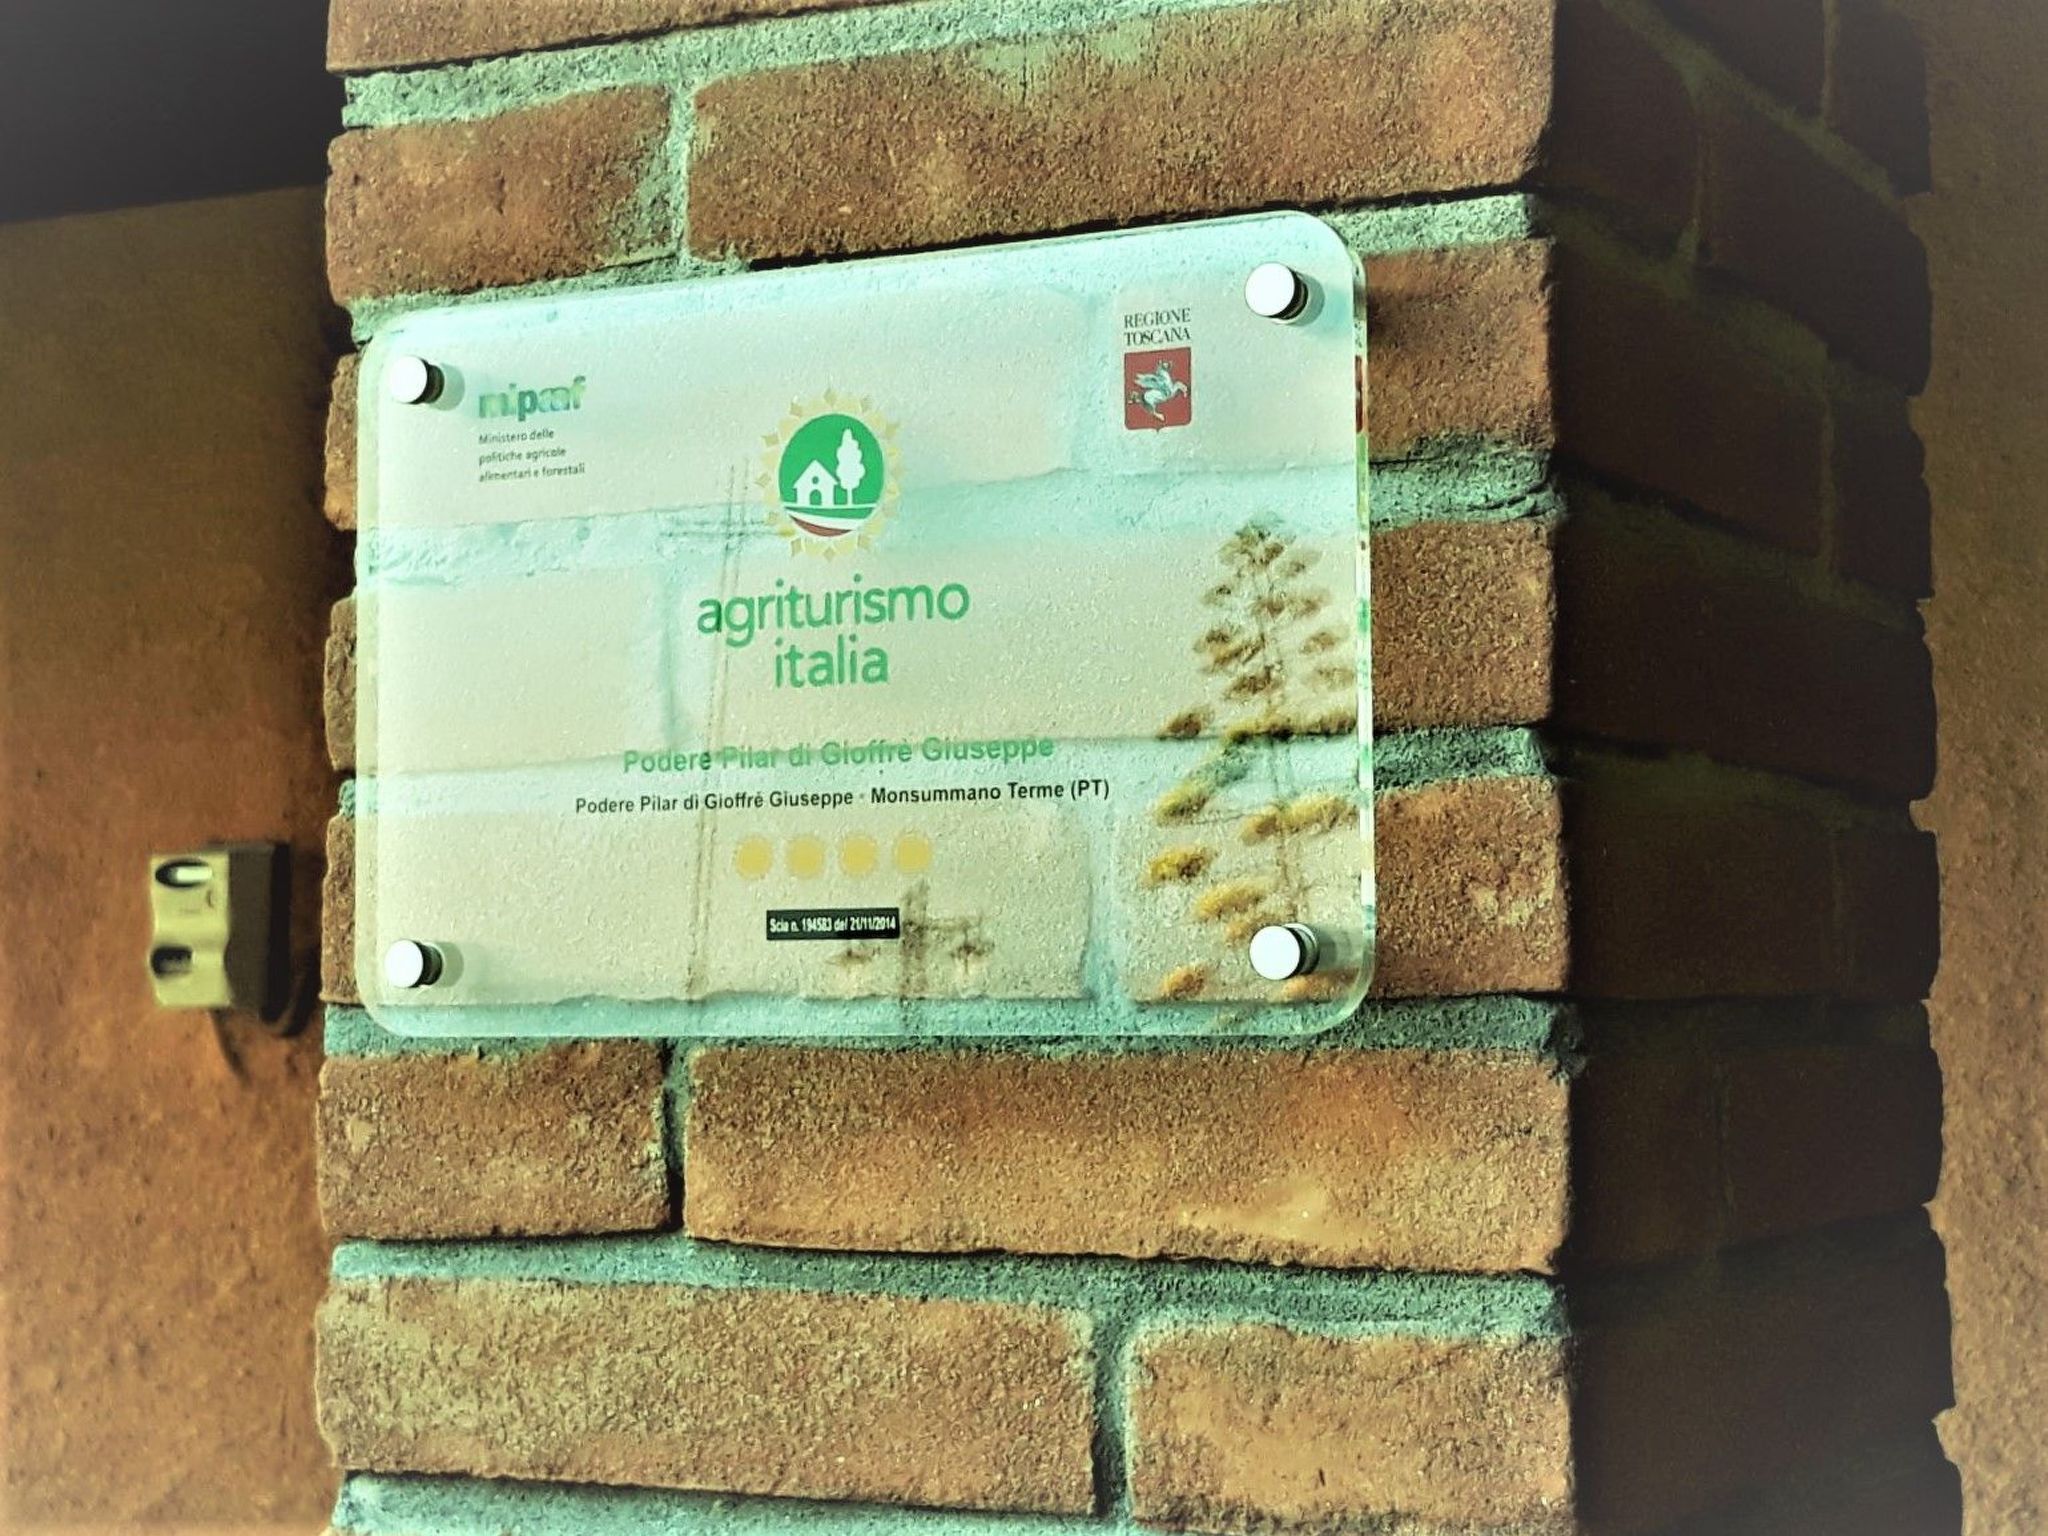 mipaaf
Ministero delle
politiche agricole
alimentari e forestali
REGIONE
TOSCANA
agriturismo
italia
Podere Pilar di Gioffrè Giuseppe
Podere Pilar di Gioffré Giuseppe - Monsummano Terme (PT)
Scia n. 194583 del 21/11/2014